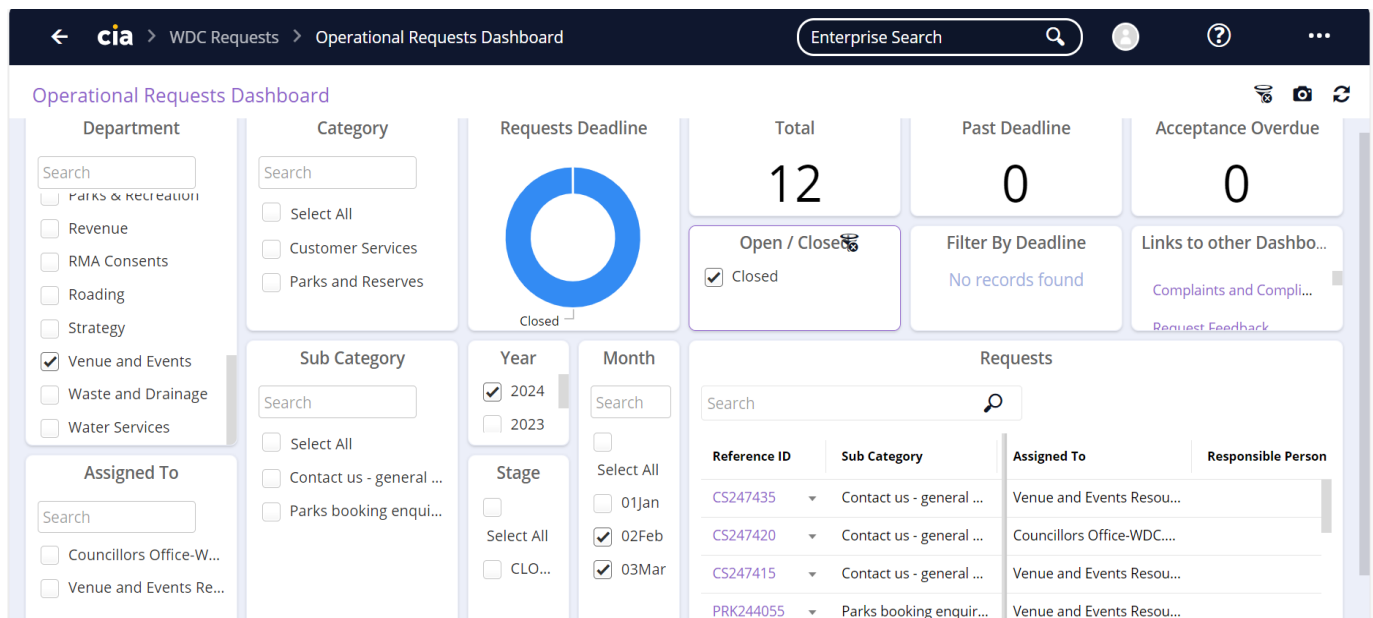 cia > WDC Requests > Operational Requests Dashboard
Enterprise Search
Operational Requests Dashboard
Department
Search
Parks & Recreation
Revenue
RMA Consents
Roading
Strategy
Venue and Events
Waste and Drainage
Water Services
Category
Search
Select All
Customer Services
Parks and Reserves
Requests Deadline
Closed
Total
12
Past Deadline
0
Acceptance Overdue
0
Open / Closed
Closed
Filter By Deadline
No records found
Links to other Dashbo...
Complaints and Compli...
Request Feedback
Assigned To
Search
Councillors Office-W...
Venue and Events Re...
Sub Category
Search
Select All
Contact us - general ...
Parks booking enqui...
Year
2024
2023
Stage
Select All
CLO...
Month
Search
Select All
01Jan
02Feb
03Mar
Requests
Search
Reference ID Sub Category Assigned To Responsible Person
CS247435 Contact us - general ... Venue and Events Resou...
CS247420 Contact us - general ... Councillors Office-WDC....
CS247415 Contact us - general ... Venue and Events Resou...
PRK244055 Parks booking enquir... Venue and Events Resou...